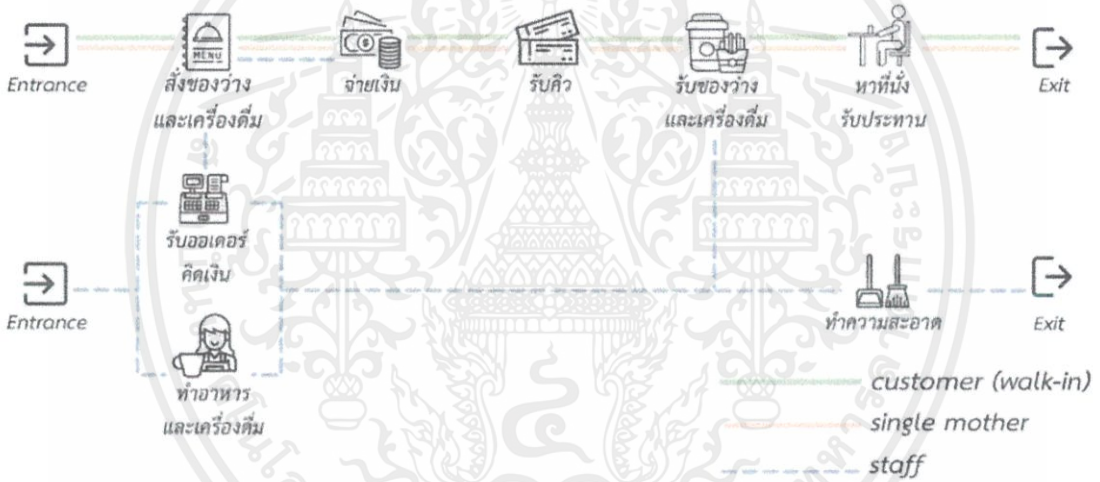 MENU
Entrance
สั่งของว่าง
และเครื่องดื่ม
จ่ายเงิน
รับคิว
รับของว่าง
และเครื่องดื่ม
หาที่นั่ง
รับประทาน
Exit
รับออเดอร์
คิดเงิน
Entrance
ทำอาหาร
และเครื่องดื่ม
ทำความสะอาด
Exit
customer (walk-in)
single mother
staff